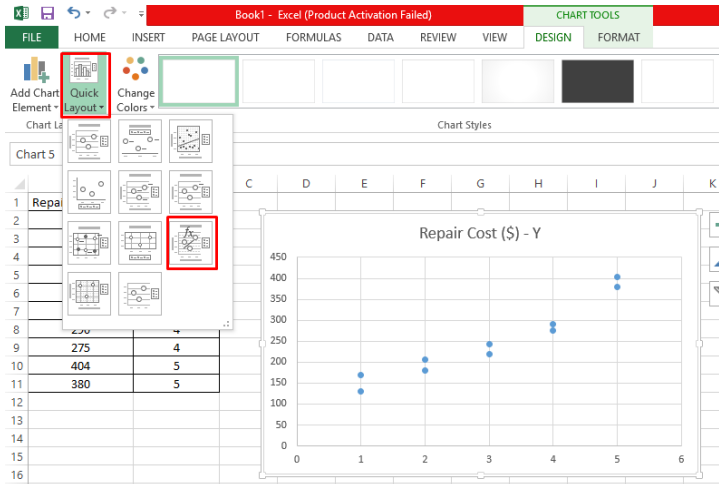 Book1 - Excel (Product Activation Failed)
CHART TOOLS
FILE HOME INSERT PAGE LAYOUT FORMULAS DATA REVIEW VIEW DESIGN FORMAT
Add Chart Element
Quick Layout
Change Colors
Chart La
Chart Styles
Chart 5
C D E F G H I J K
1 Repai
2
3
4
5
6
7
8 290 4
9 275 4
10 404 5
11 380 5
12
13
14
15
16
Repair Cost ($) - Y
450
400
350
300
250
200
150
100
50
0
0 1 2 3 4 5 6